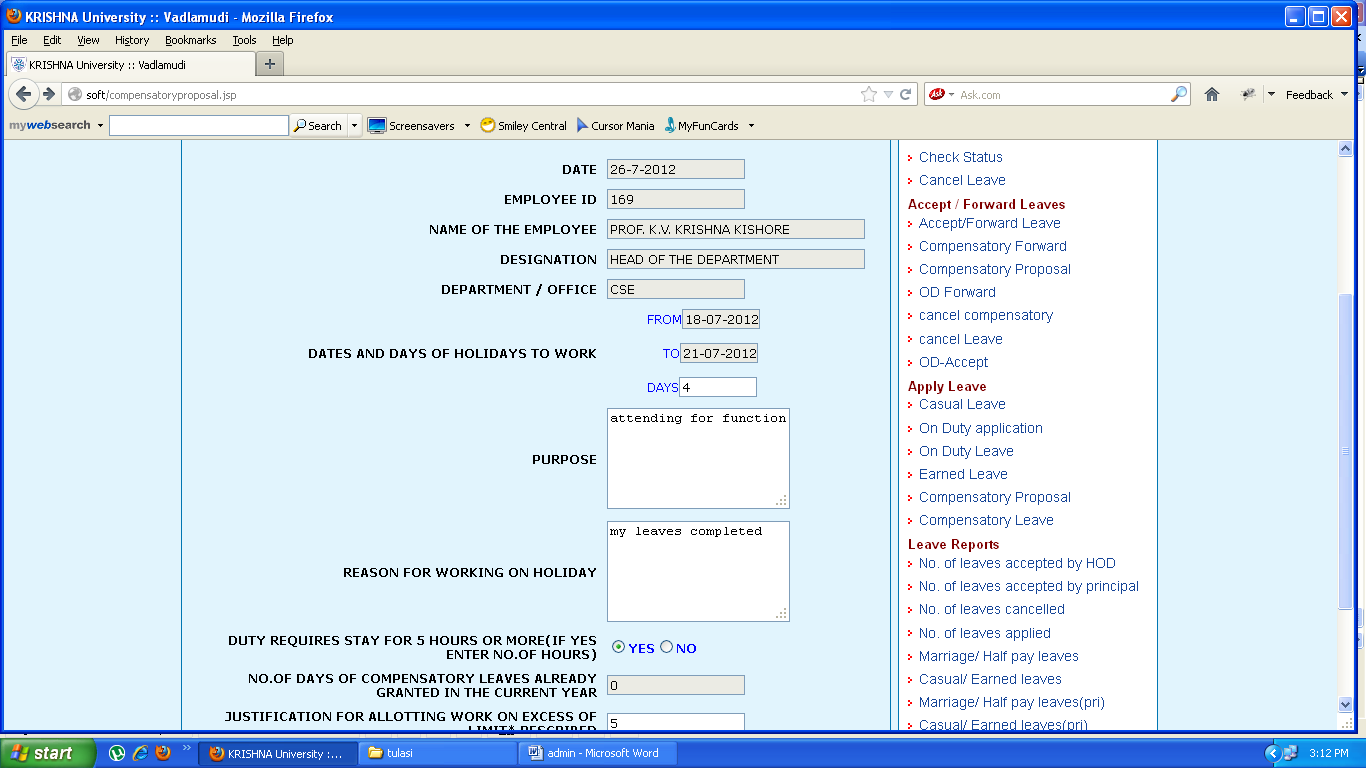 KRISHNA University :: Vadlamudi - Mozilla Firefox
File Edit View History Bookmarks Tools Help
KRISHNA University :: Vadlamudi
soft/compensatoryproposal.jsp
Ask Ask.com
Feedback
mywebsearch Search Screensavers Smiley Central Cursor Mania MyFunCards
DATE 26-7-2012
EMPLOYEE ID 169
NAME OF THE EMPLOYEE PROF. K.V. KRISHNA KISHORE
DESIGNATION HEAD OF THE DEPARTMENT
DEPARTMENT / OFFICE CSE
FROM 18-07-2012
DATES AND DAYS OF HOLIDAYS TO WORK TO 21-07-2012
DAYS 4
PURPOSE attending for function
REASON FOR WORKING ON HOLIDAY my leaves completed
DUTY REQUIRES STAY FOR 5 HOURS OR MORE(IF YES
ENTER NO.OF HOURS) YES NO
NO.OF DAYS OF COMPENSATORY LEAVES ALREADY
GRANTED IN THE CURRENT YEAR 0
JUSTIFICATION FOR ALLOTTING WORK ON EXCESS OF 5
Check Status
Cancel Leave
Accept / Forward Leaves
Accept/Forward Leave
Compensatory Forward
Compensatory Proposal
OD Forward
cancel compensatory
cancel Leave
OD-Accept
Apply Leave
Casual Leave
On Duty application
On Duty Leave
Earned Leave
Compensatory Proposal
Compensatory Leave
Leave Reports
No. of leaves accepted by HOD
No. of leaves accepted by principal
No. of leaves cancelled
No. of leaves applied
Marriage/ Half pay leaves
Casual/ Earned leaves
Marriage/ Half pay leaves(pri)
Casual/ Earned leaves(pri)
start KRISHNA University :... tulasi admin - Microsoft Word 3:12 PM